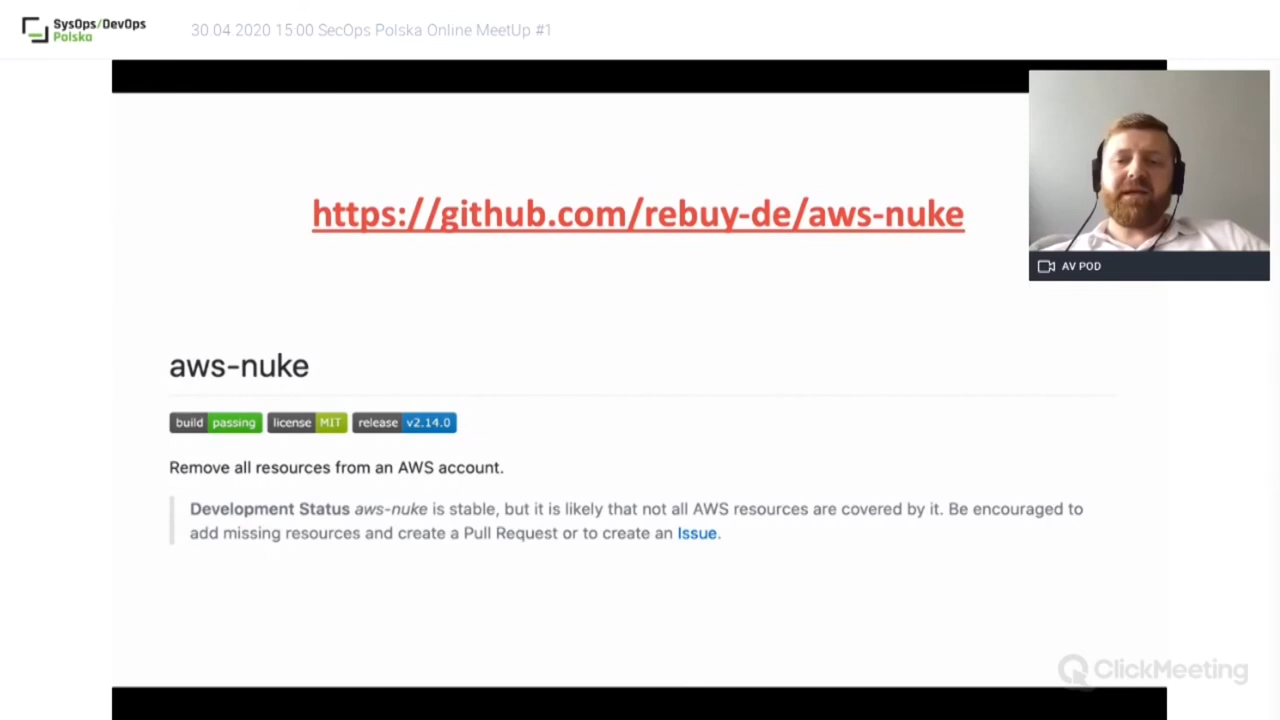 SysOps/DevOps
Polska
30 04 2020 15:00 SecOps Polska Online MeetUp #1
AV POD
https://github.com/rebuy-de/aws-nuke
aws-nuke
build passing license MIT release v2.14.0
Remove all resources from an AWS account.
Development Status aws-nuke is stable, but it is likely that not all AWS resources are covered by it. Be encouraged to
add missing resources and create a Pull Request or to create an Issue.
ClickMeeting